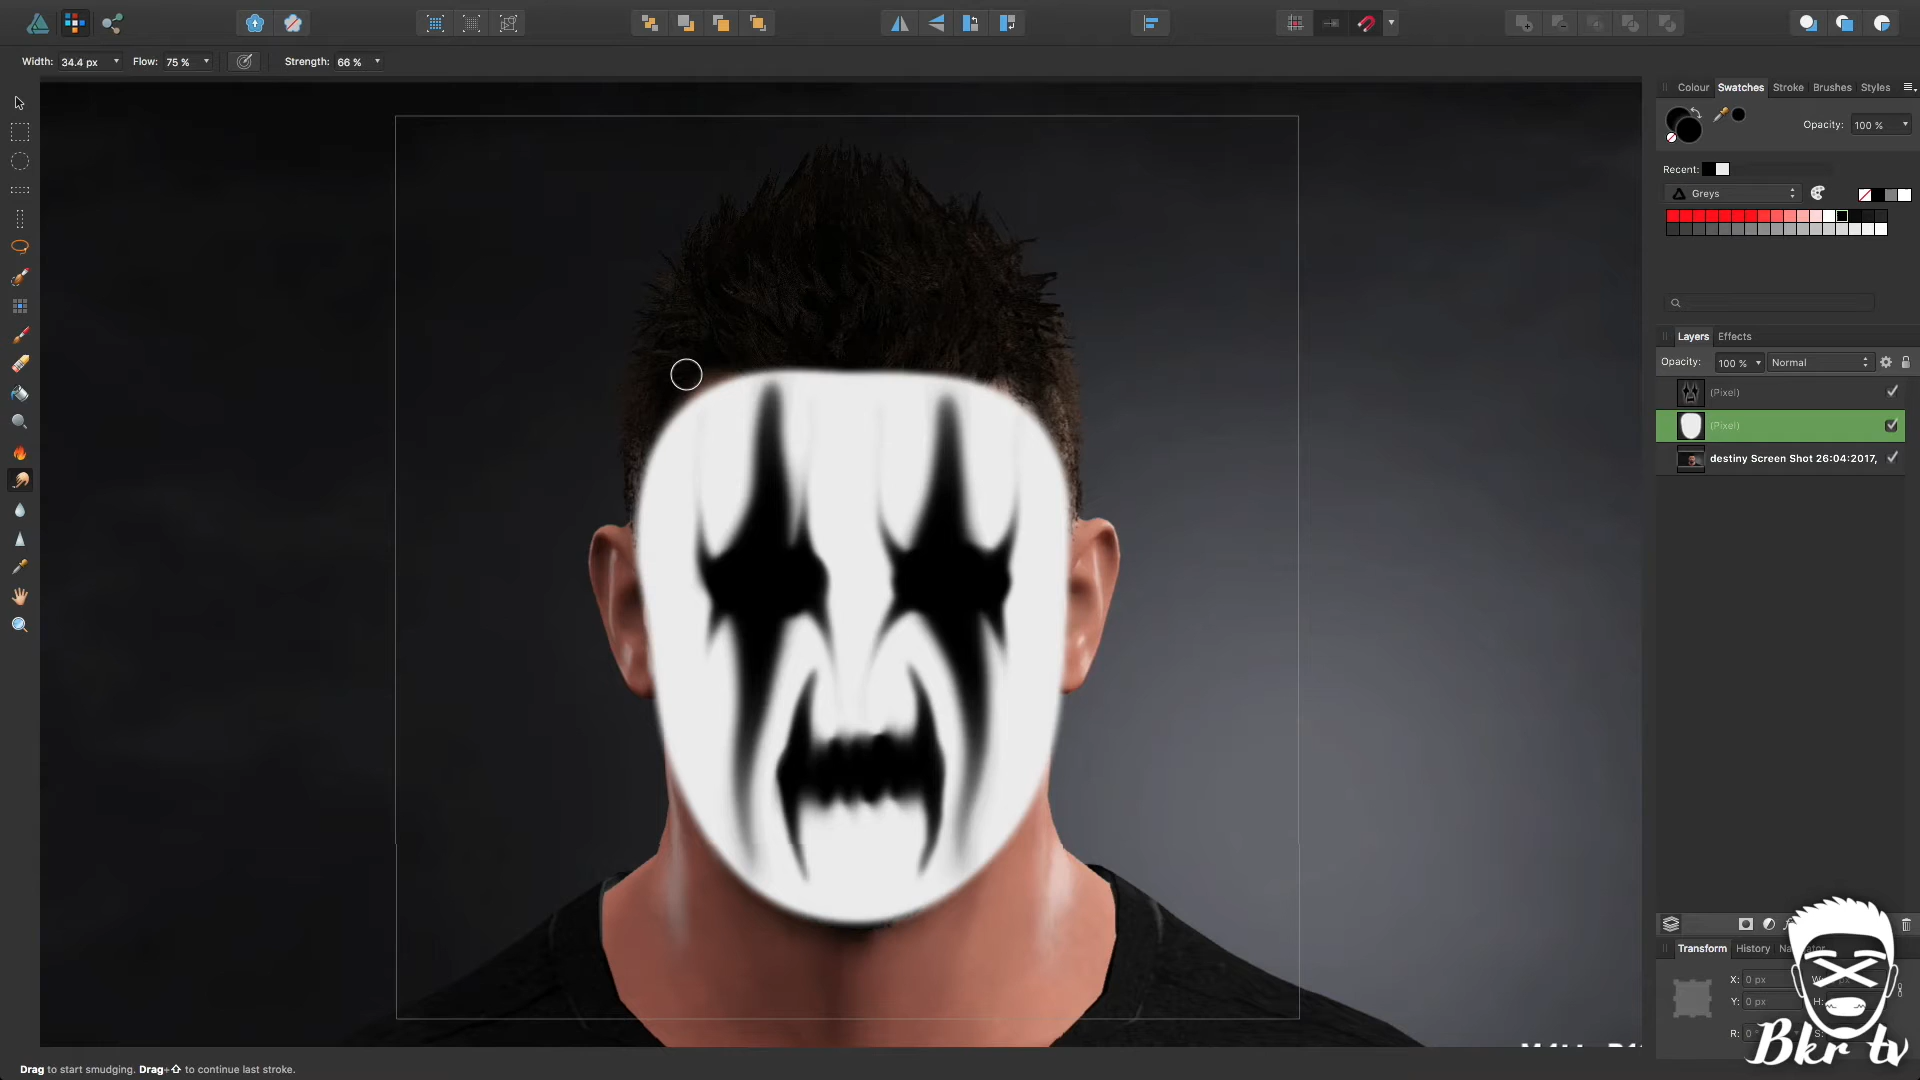 Width: 34.4 px Flow: 75 % Strength: 66 %
Colour Swatches Stroke Brushes Styles
Opacity: 100 %
Recent:
Greys
Layers Effects
Opacity: 100 % Normal
(Pixel)
(Pixel)
destiny Screen Shot 26:04:2017,
Transform History
X: 0 px
Y: 0 px
R:
Bkr tv
Drag to start smudging. Drag+⇧ to continue last stroke.